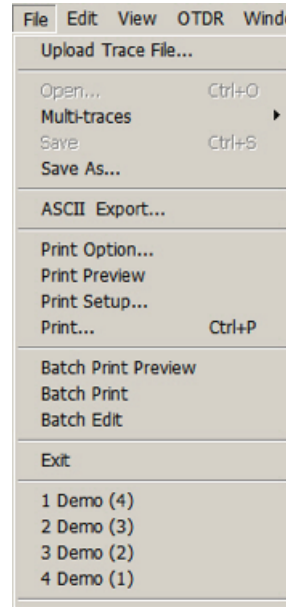 File Edit View OTDR Wind
Upload Trace File...
Open... Ctrl+O
Multi-traces
Save Ctrl+S
Save As...
ASCII Export...
Print Option...
Print Preview
Print Setup...
Print... Ctrl+P
Batch Print Preview
Batch Print
Batch Edit
Exit
1 Demo (4)
2 Demo (3)
3 Demo (2)
4 Demo (1)